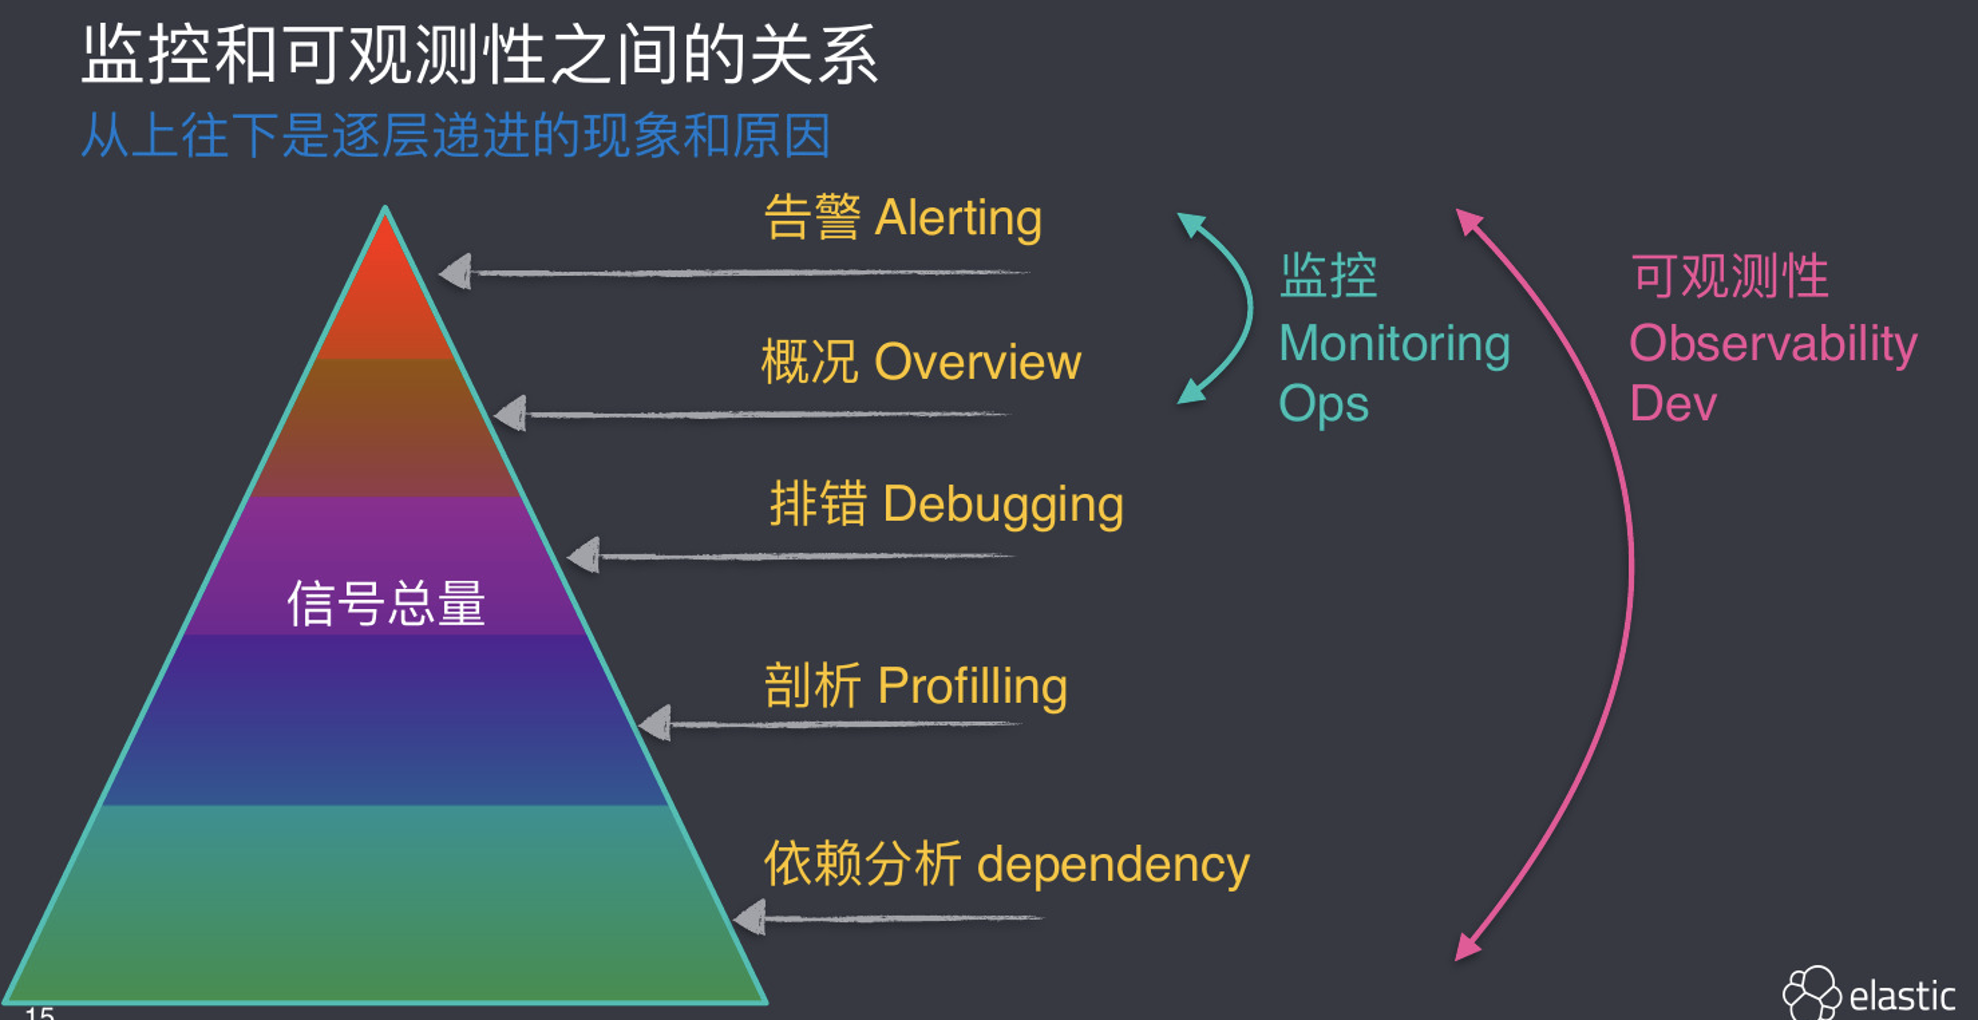 监控和可观测性之间的关系
从上往下是逐层递进的现象和原因
告警 Alerting
概况 Overview
排错 Debugging
信号总量
剖析 Profilling
依赖分析 dependency
监控
Monitoring
Ops
可观测性
Observability
Dev
15
elastic